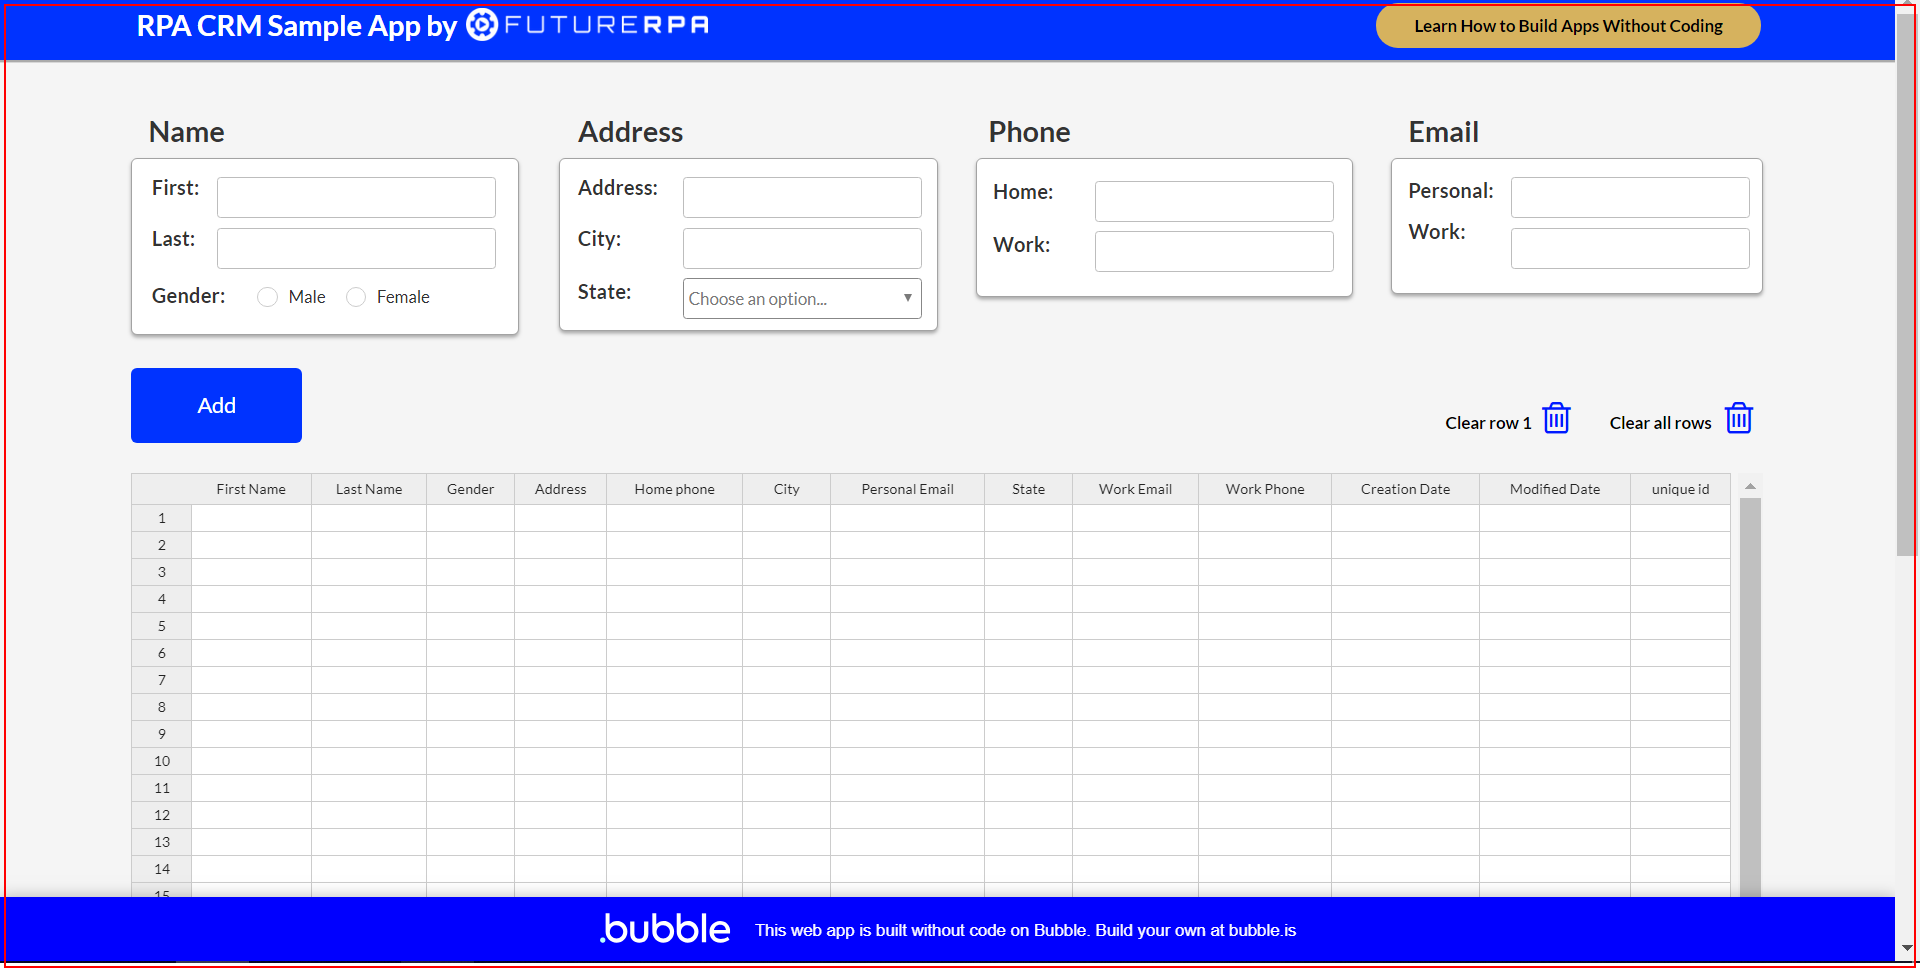 RPA CRM Sample App by FUTURERPA
Learn How to Build Apps Without Coding
Name
First:
Last:
Gender: Male Female
Address
Address:
City:
State: Choose an option...
Phone
Home:
Work:
Email
Personal:
Work:
Add
Clear row 1
Clear all rows
First Name Last Name Gender Address Home phone City Personal Email State Work Email Work Phone Creation Date Modified Date unique id
1
2
3
4
5
6
7
8
9
10
11
12
13
14
15
.bubble This web app is built without code on Bubble. Build your own at bubble.is